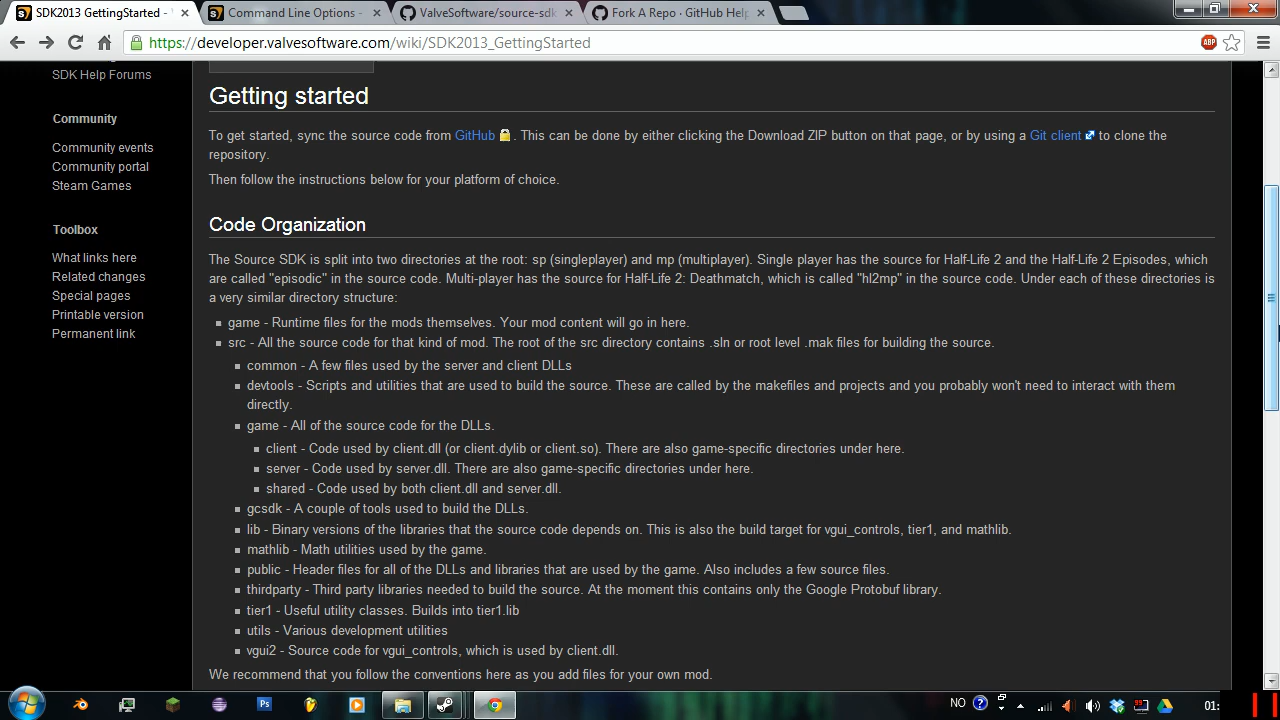 SDK2013 GettingStarted -
Command Line Options -
ValveSoftware/source-sdk
Fork A Repo · GitHub Help
https://developer.valvesoftware.com/wiki/SDK2013_GettingStarted
ABP
SDK Help Forums
Community
Community events
Community portal
Steam Games
Toolbox
What links here
Related changes
Special pages
Printable version
Permanent link
Getting started
To get started, sync the source code from GitHub . This can be done by either clicking the Download ZIP button on that page, or by using a Git client to clone the
repository.
Then follow the instructions below for your platform of choice.
Code Organization
The Source SDK is split into two directories at the root: sp (singleplayer) and mp (multiplayer). Single player has the source for Half-Life 2 and the Half-Life 2 Episodes, which
are called "episodic" in the source code. Multi-player has the source for Half-Life 2: Deathmatch, which is called "hl2mp" in the source code. Under each of these directories is
a very similar directory structure:
game - Runtime files for the mods themselves. Your mod content will go in here.
src - All the source code for that kind of mod. The root of the src directory contains .sln or root level .mak files for building the source.
common - A few files used by the server and client DLLs
devtools - Scripts and utilities that are used to build the source. These are called by the makefiles and projects and you probably won't need to interact with them
directly.
game - All of the source code for the DLLs.
client - Code used by client.dll (or client.dylib or client.so). There are also game-specific directories under here.
server - Code used by server.dll. There are also game-specific directories under here.
shared - Code used by both client.dll and server.dll.
gcsdk - A couple of tools used to build the DLLs.
lib - Binary versions of the libraries that the source code depends on. This is also the build target for vgui_controls, tier1, and mathlib.
mathlib - Math utilities used by the game.
public - Header files for all of the DLLs and libraries that are used by the game. Also includes a few source files.
thirdparty - Third party libraries needed to build the source. At the moment this contains only the Google Protobuf library.
tier1 - Useful utility classes. Builds into tier1.lib
utils - Various development utilities
vgui2 - Source code for vgui_controls, which is used by client.dll.
We recommend that you follow the conventions here as you add files for your own mod.
Ps
NO
01: